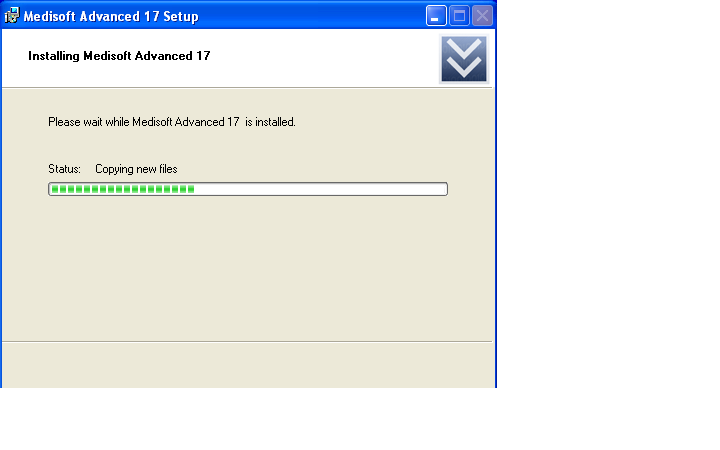 Medisoft Advanced 17 Setup
Installing Medisoft Advanced 17
Please wait while Medisoft Advanced 17  is installed.
Status: Copying new files